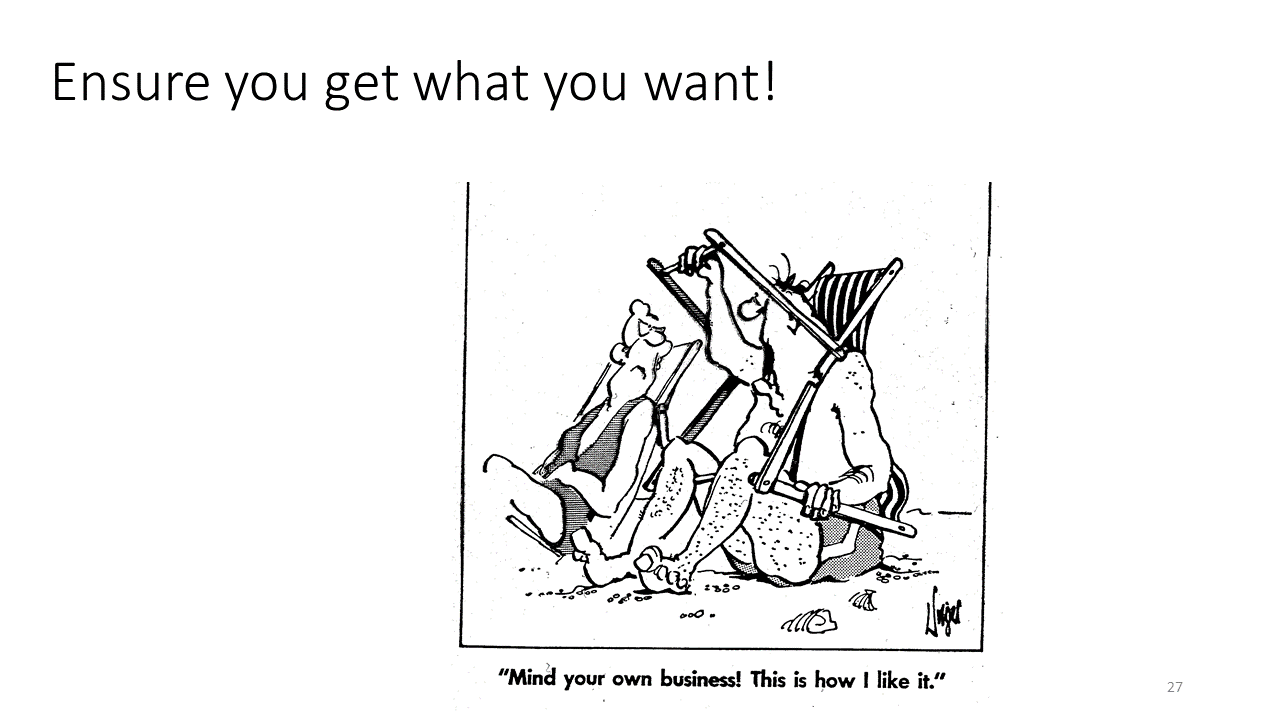 Ensure you get what you want!
"Mind your own business! This is how I like it."
27